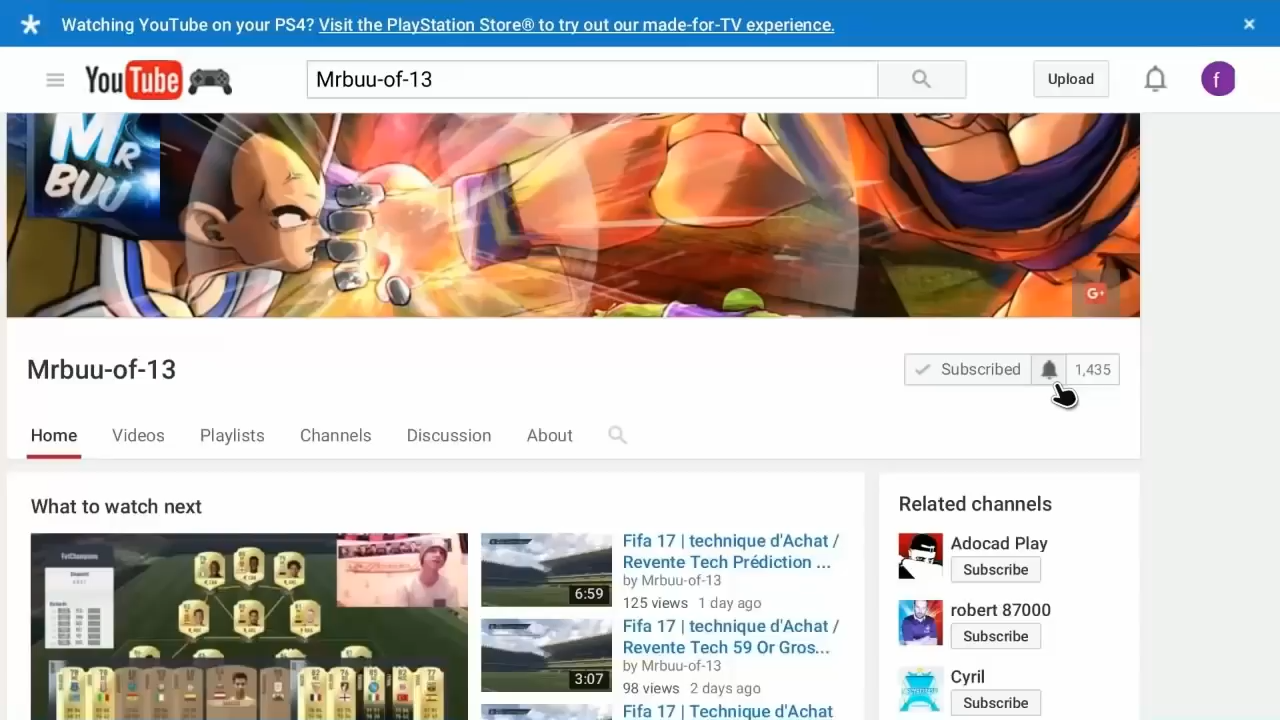 Watching YouTube on your PS4? Visit the PlayStation Store® to try out our made-for-TV experience.
YouTube
Mrbuu-of-13
Upload
f
MR
BUU
G+
Mrbuu-of-13
Subscribed
1,435
Home
Videos
Playlists
Channels
Discussion
About
What to watch next
Fifa 17 | technique d'Achat /
Revente Tech Prédiction ...
by Mrbuu-of-13
125 views 1 day ago
6:59
Fifa 17 | technique d'Achat /
Revente Tech 59 Or Gros...
by Mrbuu-of-13
98 views 2 days ago
3:07
Fifa 17 | Technique d'Achat
Related channels
Adocad Play
Subscribe
robert 87000
Subscribe
Cyril
Subscribe